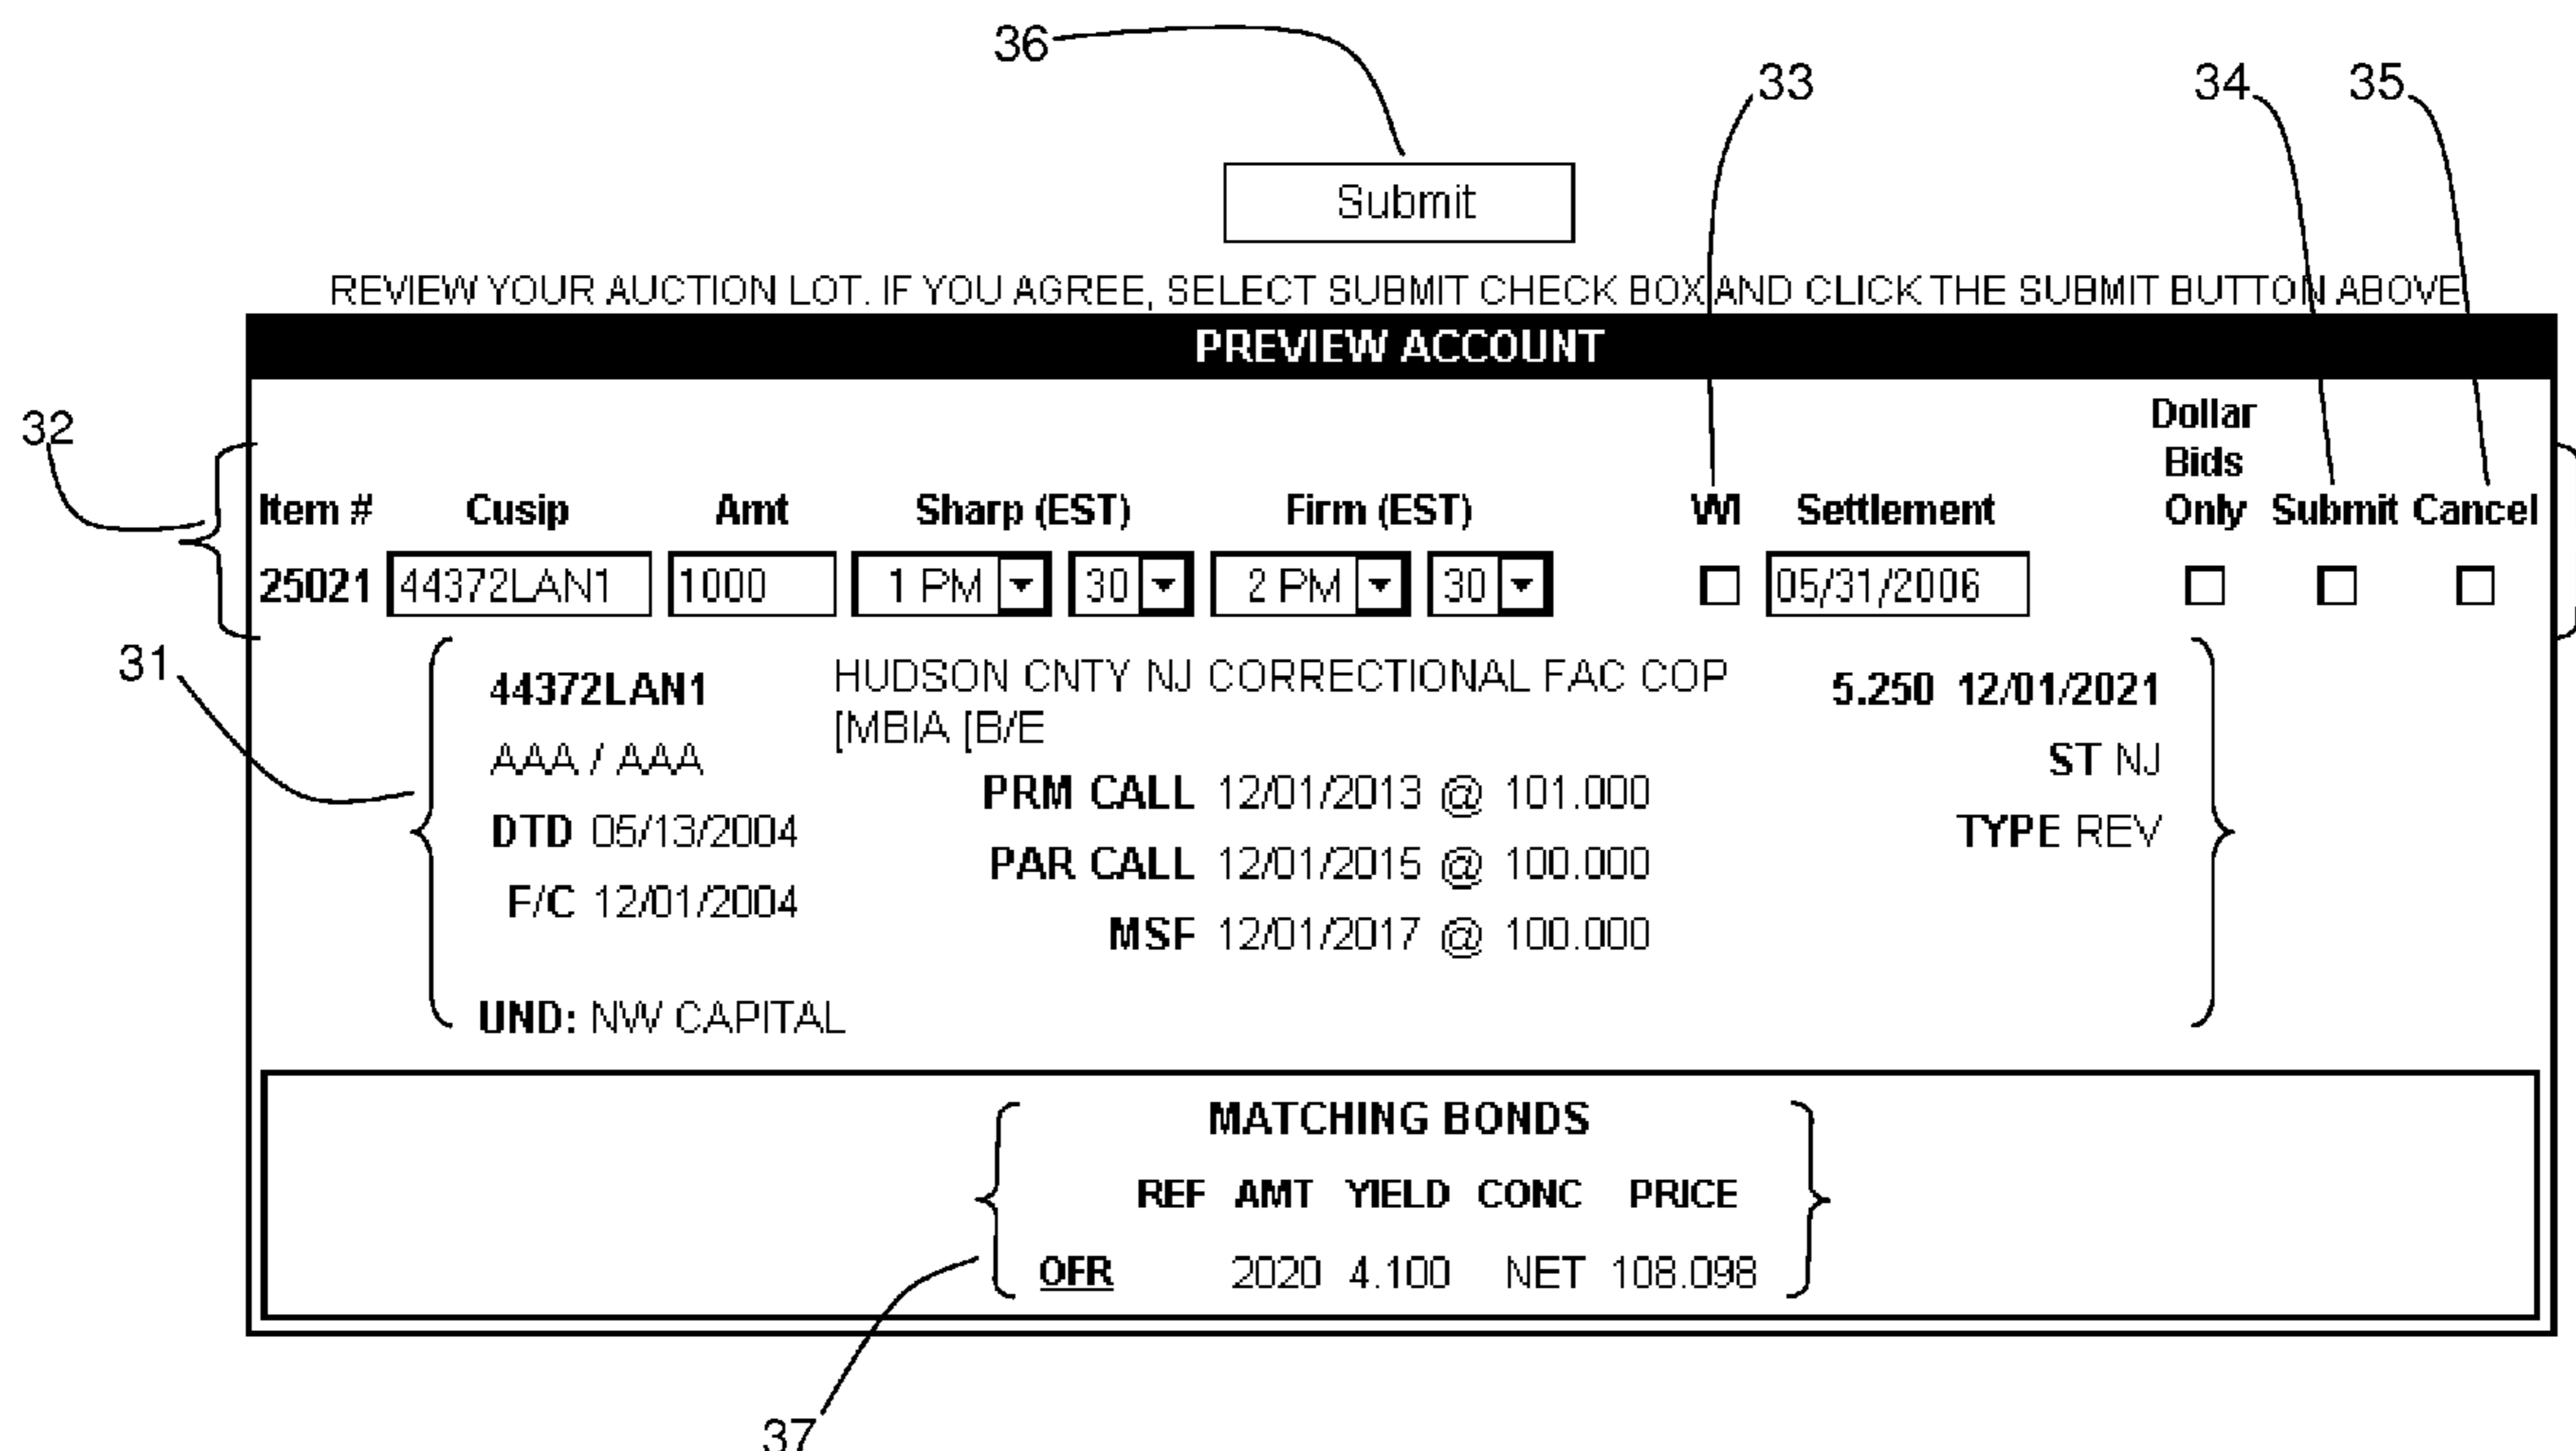 36
33
34
35
Submit
REVIEW YOUR AUCTION LOT. IF YOU AGREE, SELECT SUBMIT CHECK BOX AND CLICK THE SUBMIT BUTTON ABOVE
PREVIEW ACCOUNT
32
Dollar
Bids
Item # Cusip Amt Sharp (EST) Firm (EST) WI Settlement Only Submit Cancel
25021 44372LAN1 1000 1 PM 30 2 PM 30 05/31/2006
31
44372LAN1 HUDSON CNTY NJ CORRECTIONAL FAC COP 5.250 12/01/2021
[MBIA [B/E
AAA / AAA ST NJ
PRM CALL 12/01/2013 @ 101.000
DTD 05/13/2004 TYPE REV
PAR CALL 12/01/2015 @ 100.000
F/C 12/01/2004
MSF 12/01/2017 @ 100.000
UND: NW CAPITAL
MATCHING BONDS
REF AMT YIELD CONC PRICE
OFR 2020 4.100 NET 108.098
37